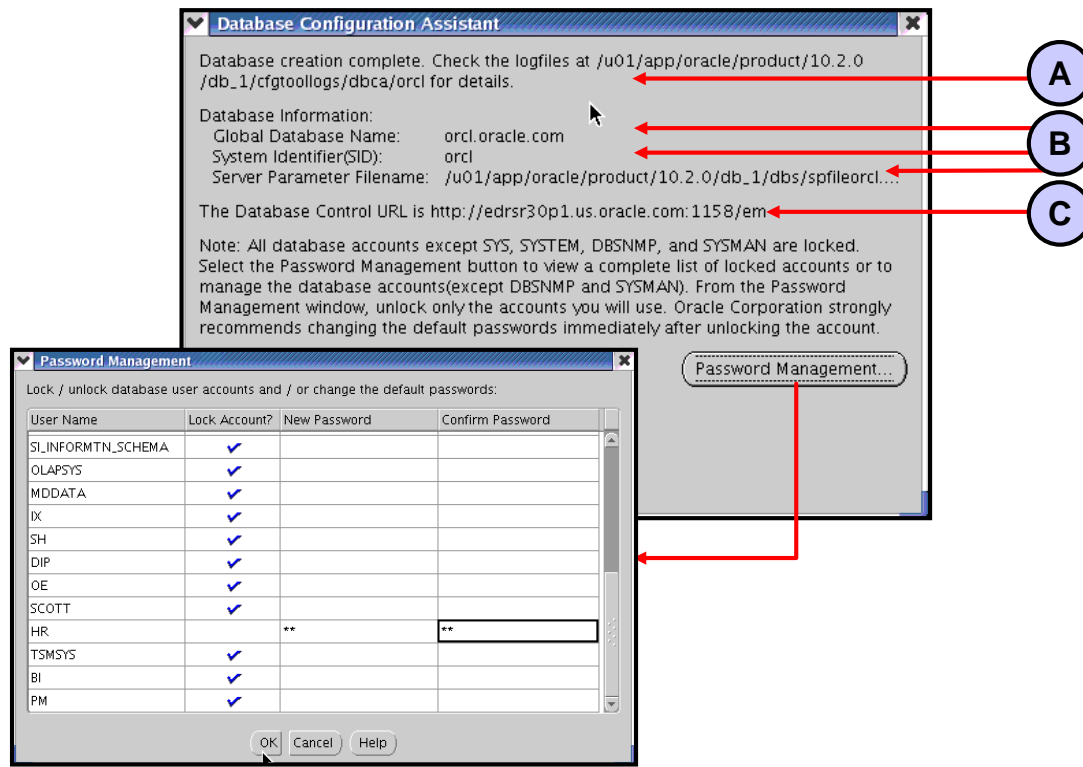 Database Configuration Assistant
Database creation complete. Check the logfiles at /u01/app/oracle/product/10.2.0
/db_1/cfgtoollogs/dbca/orcl for details.
A
Database Information:
Global Database Name: orcl.oracle.com
System Identifier(SID): orcl
B
Server Parameter Filename: /u01/app/oracle/product/10.2.0/db_1/dbs/spfileorcl....
The Database Control URL is http://edrsr30p1.us.oracle.com:1158/em
C
Note: All database accounts except SYS, SYSTEM, DBSNMP, and SYSMAN are locked.
Select the Password Management button to view a complete list of locked accounts or to
manage the database accounts(except DBSNMP and SYSMAN). From the Password
Management window, unlock only the accounts you will use. Oracle Corporation strongly
recommends changing the default passwords immediately after unlocking the account.
Password Management...
Password Management
Lock / unlock database user accounts and / or change the default passwords:
User Name Lock Account? New Password Confirm Password
SI_INFORMTN_SCHEMA
OLAPSYS
MDDATA
IX
SH
DIP
OE
SCOTT
HR ** **
TSMSYS
BI
PM
OK Cancel Help